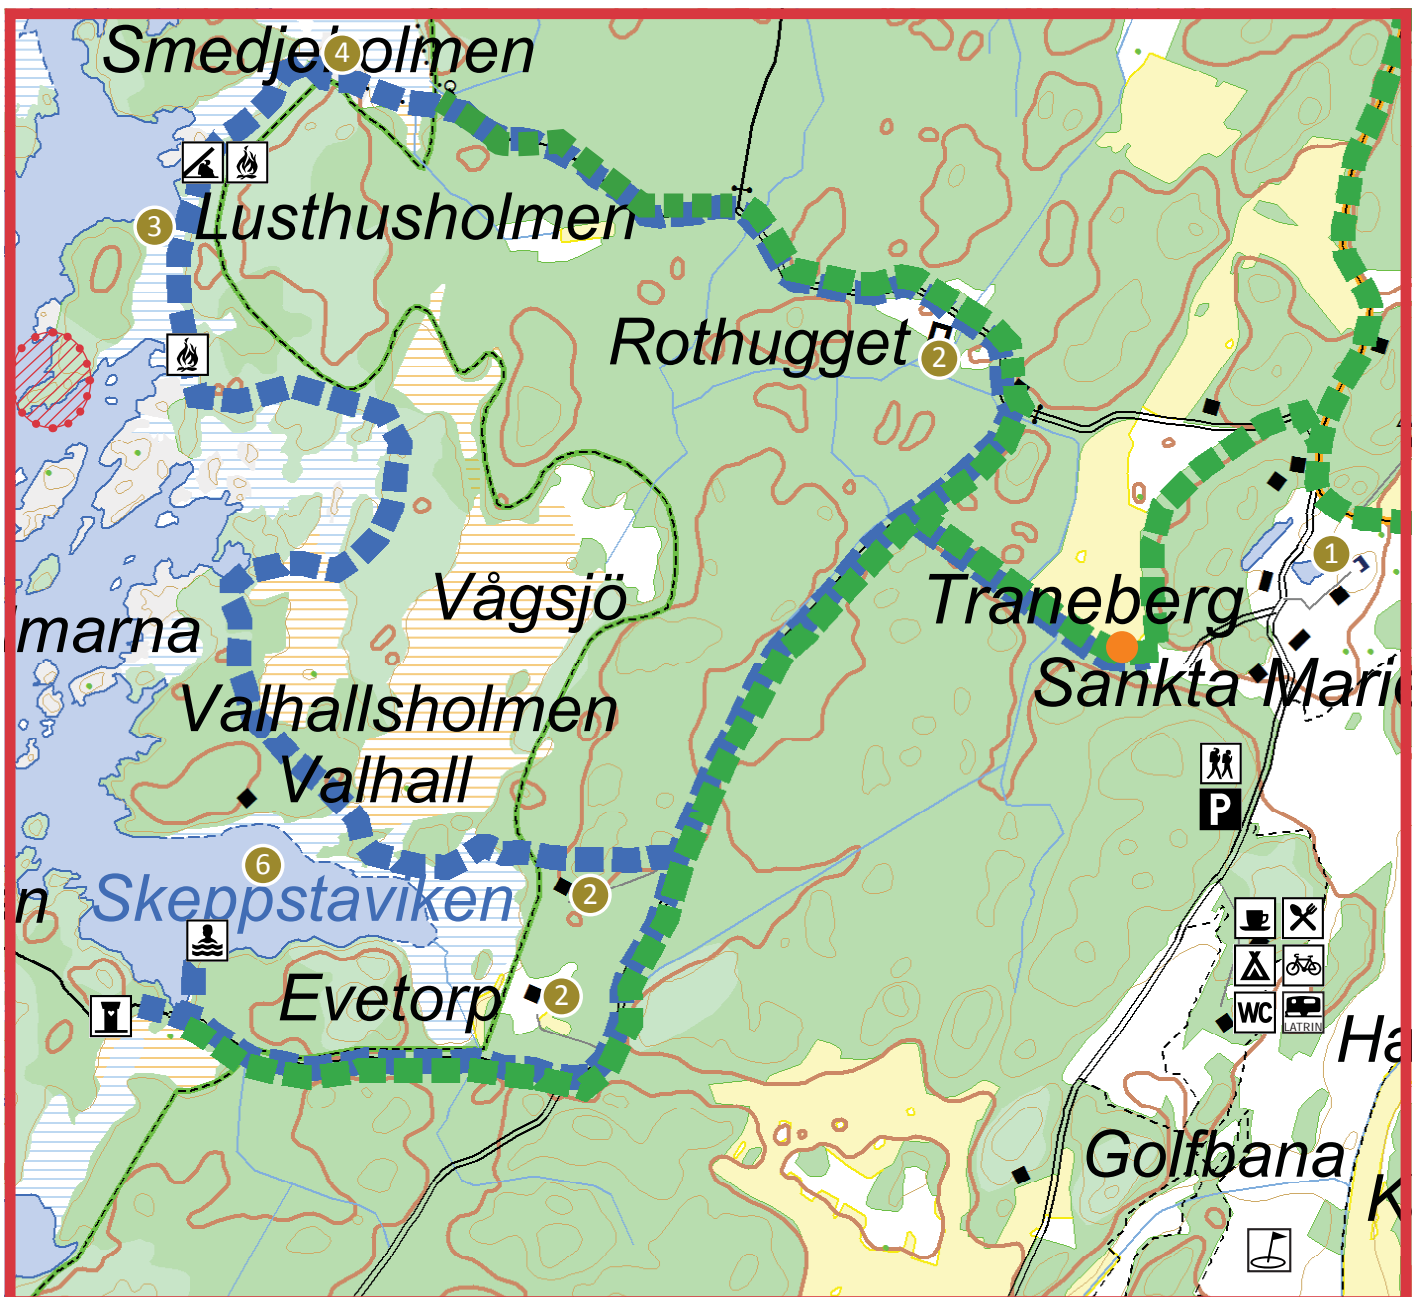 Smedjeholmen
4
3
Lusthusholmen
Rothugget
2
1
Vågsjö
Traneberg
marna
Sankta Marie
Valhallsholmen
Valhall
P
6
Skeppstaviken
2
n
Evetorp
2
WC
LATRIN
Ha
Golfbana
K